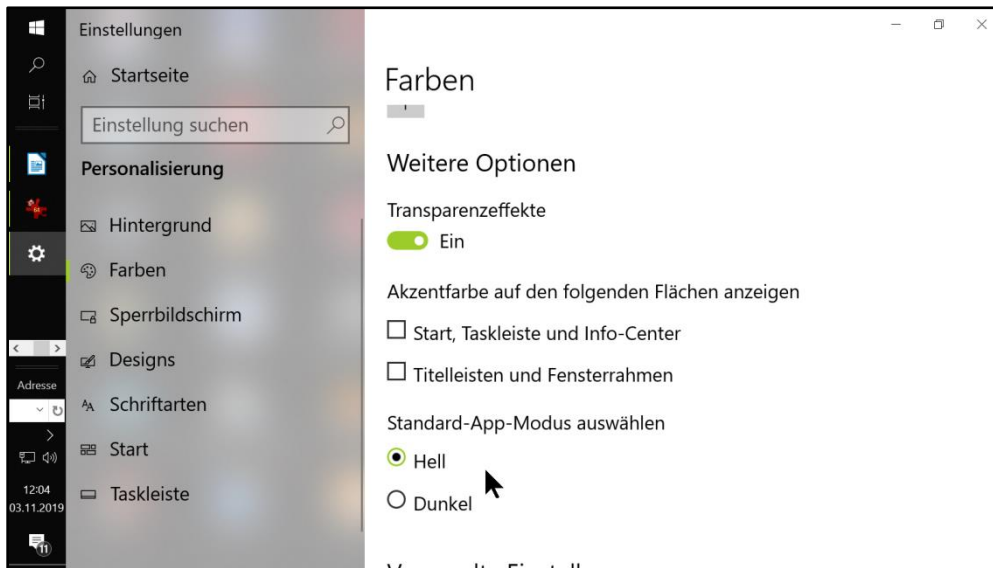 Einstellungen
Startseite
Einstellung suchen
Personalisierung
Hintergrund
Farben
Sperrbildschirm
Designs
Schriftarten
Start
Taskleiste
Adresse
12:04
03.11.2019
11
Farben
Weitere Optionen
Transparenzeffekte
Ein
Akzentfarbe auf den folgenden Flächen anzeigen
Start, Taskleiste und Info-Center
Titelleisten und Fensterrahmen
Standard-App-Modus auswählen
Hell
Dunkel